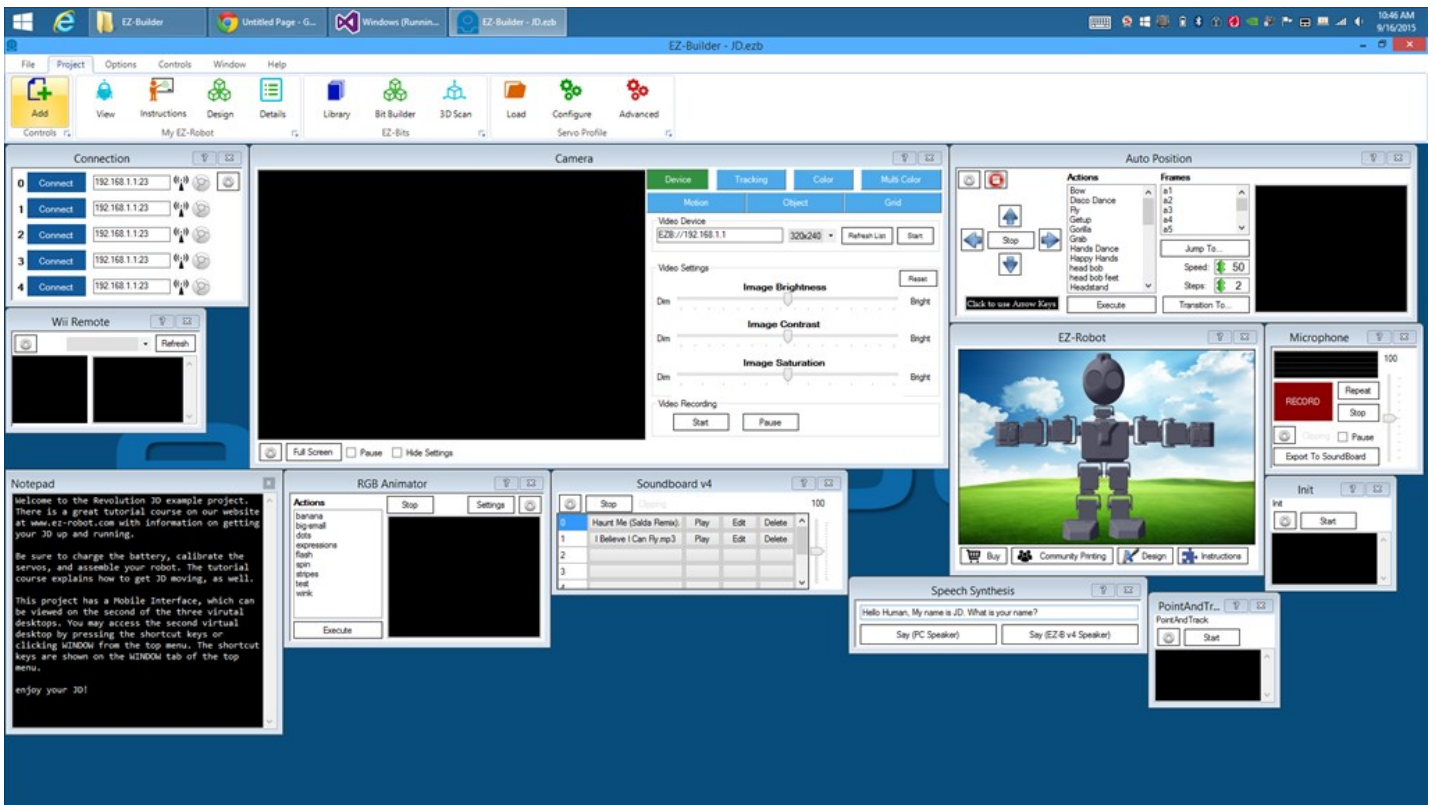 EZ-Builder
Untitled Page - G...
Windows (Runnin...
EZ-Builder - JD.ezb
10:46 AM
9/16/2015
EZ-Builder - JD.ezb
File Project Options Controls Window Help
Add View Instructions Design Details Library Bit Builder 3D Scan Load Configure Advanced
Controls My EZ-Robot EZ-Bits Servo Profile
Connection
0 Connect 192.168.1.1:23
1 Connect 192.168.1.1:23
2 Connect 192.168.1.1:23
3 Connect 192.168.1.1:23
4 Connect 192.168.1.1:23
Wii Remote
Refresh
Camera
Device Tracking Color Multi Color
Motion Object Grid
Video Device
EZB://192.168.1.1 320x240 Refresh List Start
Video Settings
Reset
Image Brightness
Dim Bright
Image Contrast
Dim Bright
Image Saturation
Dim Bright
Video Recording
Start Pause
Full Screen Pause Hide Settings
Auto Position
Actions
Bow
Disco Dance
Fly
Getup
Gorilla
Grab
Hands Dance
Happy Hands
head bob
head bob feet
Headstand
Execute
Frames
a1
a2
a3
a4
a5
Jump To...
Speed: 50
Steps: 2
Transition To...
Stop
Click to use Arrow Keys
EZ-Robot
Buy Community Printing Design Instructions
Microphone
100
RECORD
Repeat
Stop
Clipping Pause
Export To SoundBoard
Notepad
Welcome to the Revolution JD example project.
There is a great tutorial course on our website
at www.ez-robot.com with information on getting
your JD up and running.
Be sure to charge the battery, calibrate the
servos, and assemble your robot. The tutorial
course explains how to get JD moving, as well.
This project has a Mobile Interface, which can
be viewed on the second of the three virutal
desktops. You may access the second virtual
desktop by pressing the shortcut keys or
clicking WINDOW from the top menu. The shortcut
keys are shown on the WINDOW tab of the top
menu.
enjoy your JD!
RGB Animator
Actions
banana
big-small
dots
expressions
flash
spin
stripes
test
wink
Execute
Stop Settings
Soundboard v4
Stop Clipping 100
0 Haunt Me (Salda Remix). Play Edit Delete
1 I Believe I Can Fly.mp3 Play Edit Delete
2
3
4
Speech Synthesis
Hello Human, My name is JD. What is your name?
Say (PC Speaker) Say (EZ-B v4 Speaker)
Init
Init
Start
PointAndTr...
PointAndTrack
Start